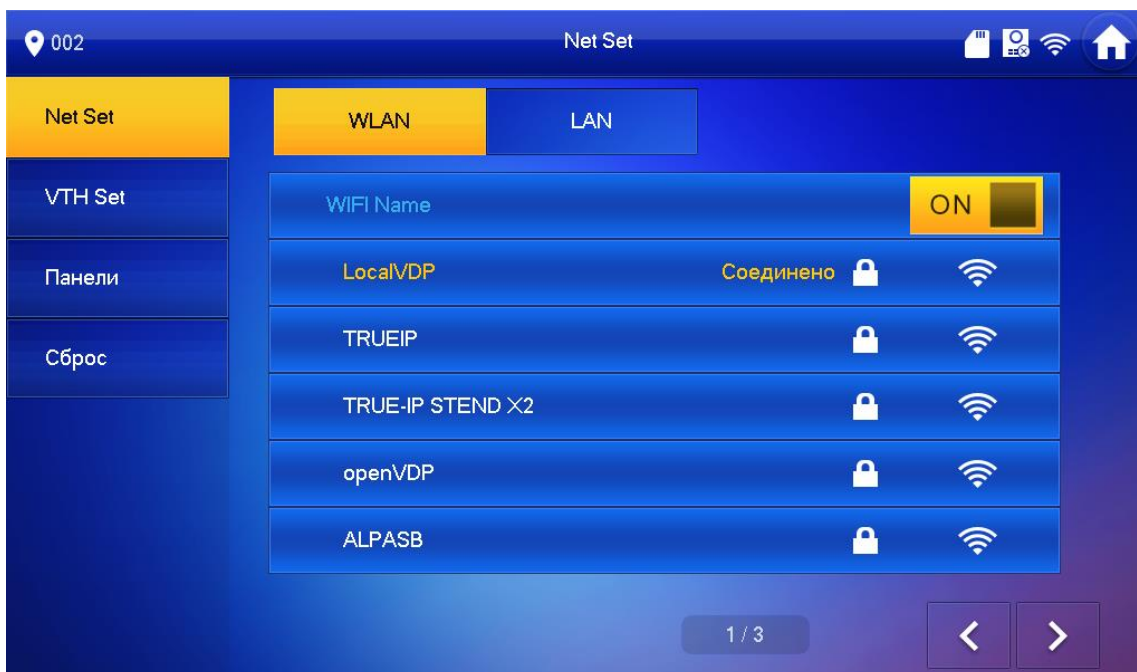 002
Net Set
Net Set
WLAN
LAN
VTH Set
WIFI Name
ON
Панели
LocalVDP
Соединено
Сброс
TRUEIP
TRUE-IP STEND X2
openVDP
ALPASB
1 / 3